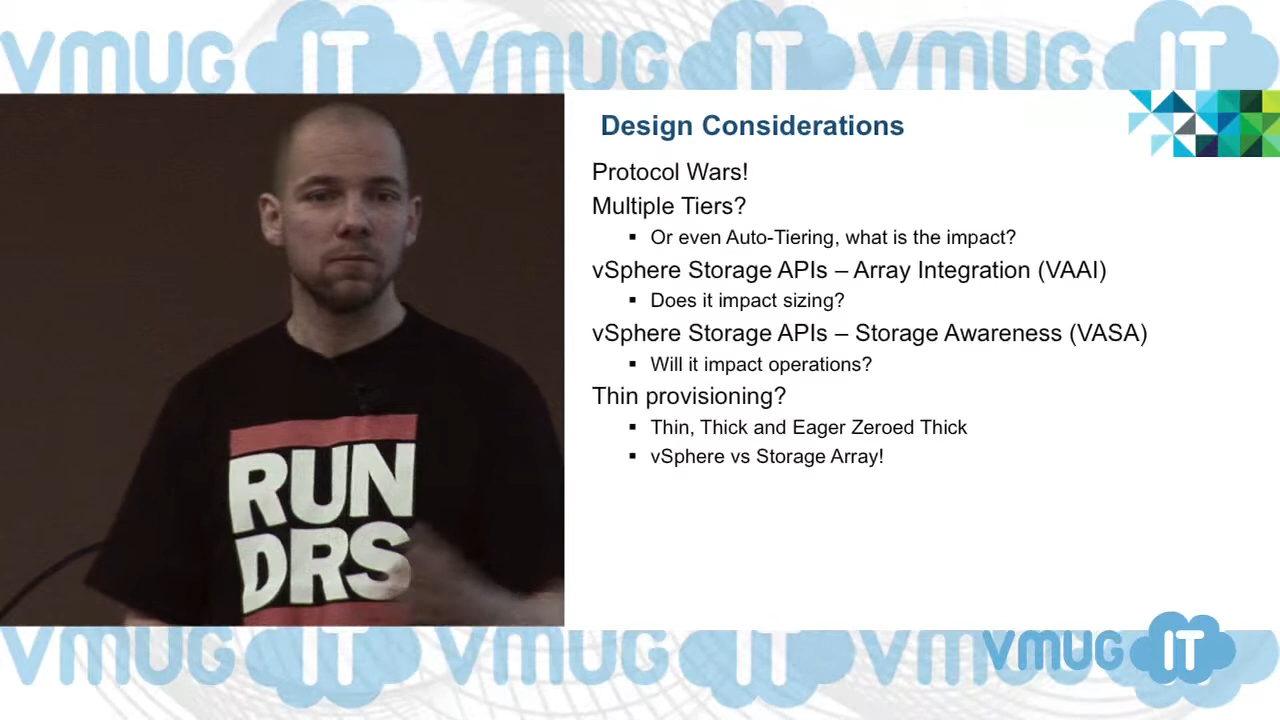 vmug IT vmug IT vmug IT
Design Considerations
Protocol Wars!
Multiple Tiers?
▪ Or even Auto-Tiering, what is the impact?
vSphere Storage APIs – Array Integration (VAAI)
▪ Does it impact sizing?
vSphere Storage APIs – Storage Awareness (VASA)
▪ Will it impact operations?
Thin provisioning?
▪ Thin, Thick and Eager Zeroed Thick
▪ vSphere vs Storage Array!
RUN
DRS
vmug IT vmug IT vmug IT
vmug IT